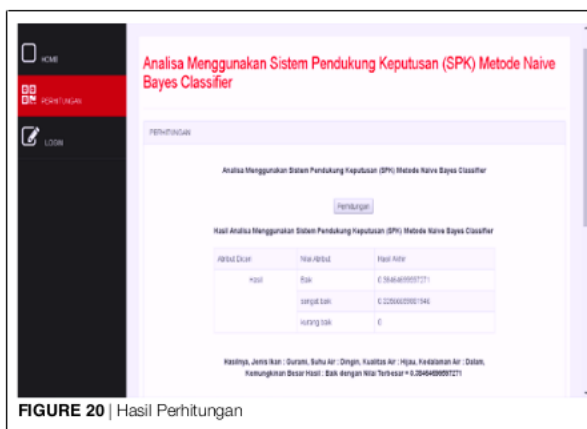 HOME
Analisa Menggunakan Sistem Pendukung Keputusan (SPK) Metode Naive
Bayes Classifier
PERHITUNGAN
LOGIN
PERHITUNGAN
Analisa Menggunakan Sistem Pendukung Keputusan (SPK) Metode Naive Bayes Classifier
Perhitungan
Hasil Analisa Menggunakan Sistem Pendukung Keputusan (SPK) Metode Naive Bayes Classifier
Atribut Dicari Nilai Atribut Hasil Akhir
Hasil Baik
sangat baik
kurang baik 0
Hasilnya, Jenis Ikan : Gurami, Suhu Air : Dingin, Kualitas Air : Hijau, Kedalaman Air : Dalam,
Kemungkinan Besar Hasil : Baik dengan Nilai Terbesar =
FIGURE 20 | Hasil Perhitungan